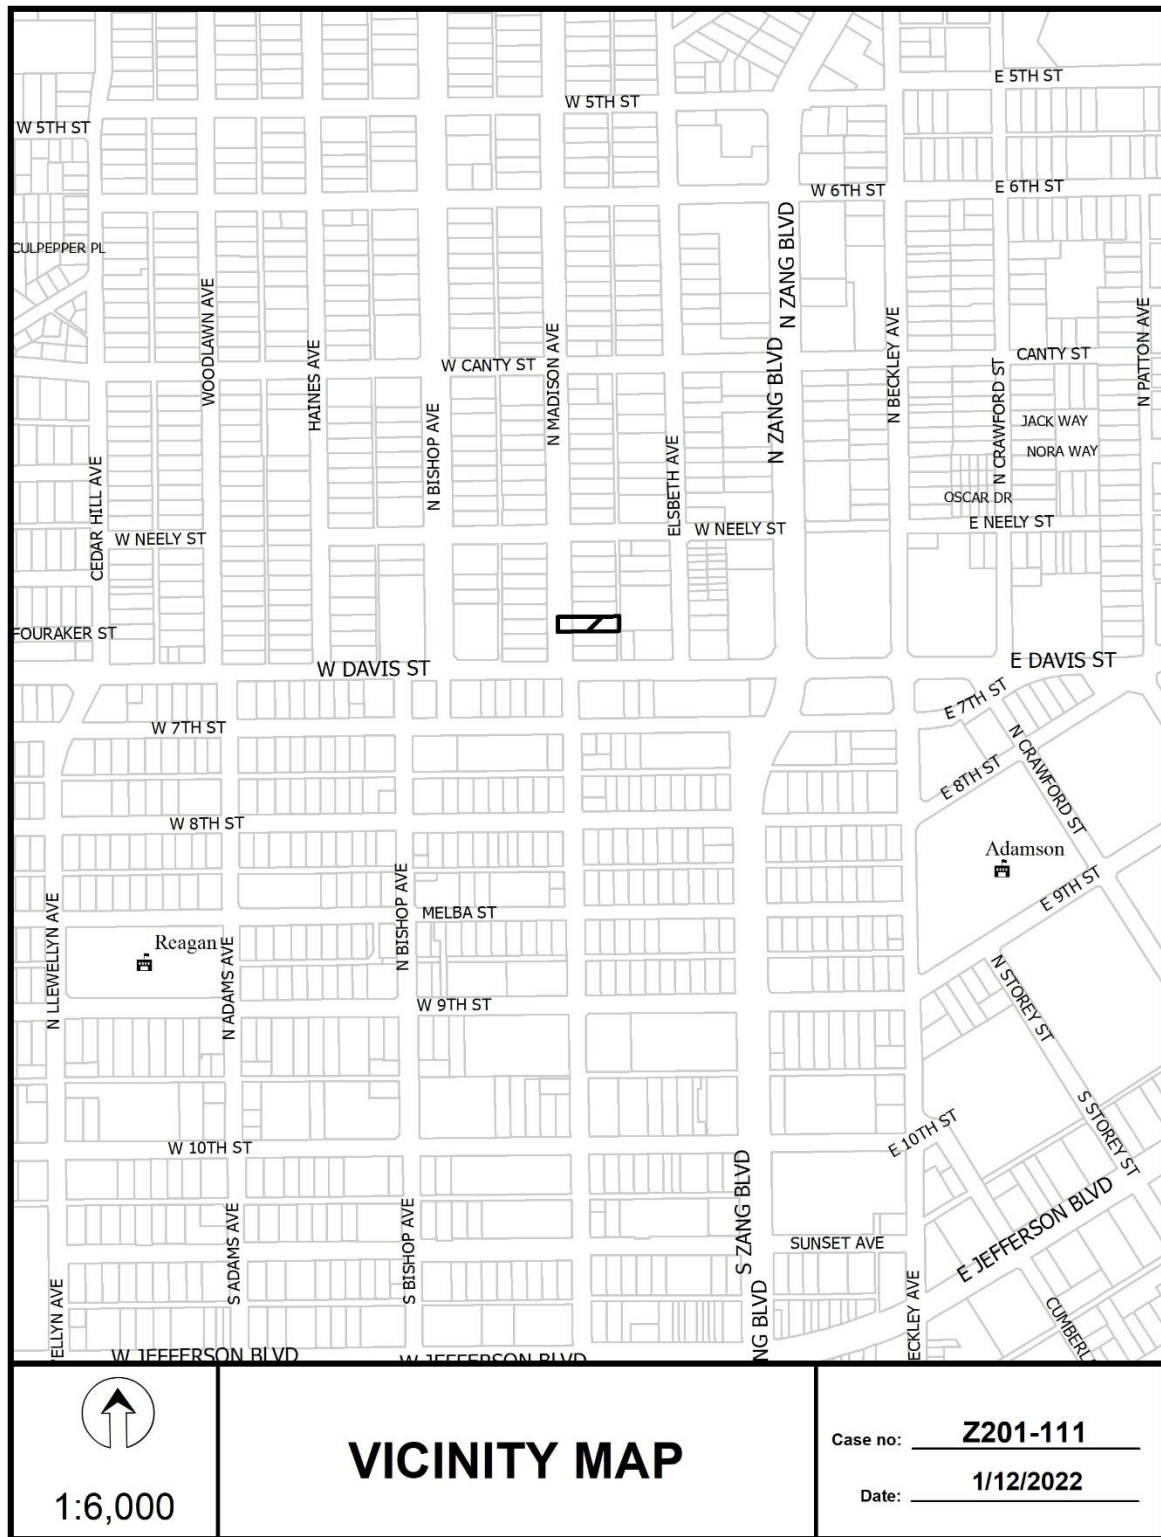 E 5TH ST
W 5TH ST
W 5TH ST
W 6TH ST
E 6TH ST
N ZANG BLVD
CULPEPPER PL
WOODLAWN AVE
N BECKLEY AVE
N PATTON AVE
HAINES AVE
N MADISON AVE
N ZANG BLVD
W CANTY ST
CANTY ST
N CRAWFORD ST
N BISHOP AVE
JACK WAY
ELSBETH AVE
NORA WAY
CEDAR HILL AVE
OSCAR DR
W NEELY ST
W NEELY ST
E NEELY ST
FOURAKER ST
W DAVIS ST
E DAVIS ST
E 7TH ST
W 7TH ST
N CRAWFORD ST
E 8TH ST
W 8TH ST
Adamson
E 9TH ST
N LLEWELLYN AVE
N BISHOP AVE
MELBA ST
Reagan
N ADAMS AVE
N STOREY ST
W 9TH ST
E 10TH ST
S STOREY ST
W 10TH ST
S ZANG BLVD
E JEFFERSON BLVD
S ADAMS AVE
S BISHOP AVE
SUNSET AVE
ELLYN AVE
NG BLVD
ECKLEY AVE
CUMBERL
W JEFFERSON BLVD
W JEFFERSON BLVD
1:6,000
VICINITY MAP
Case no: Z201-111
Date: 1/12/2022